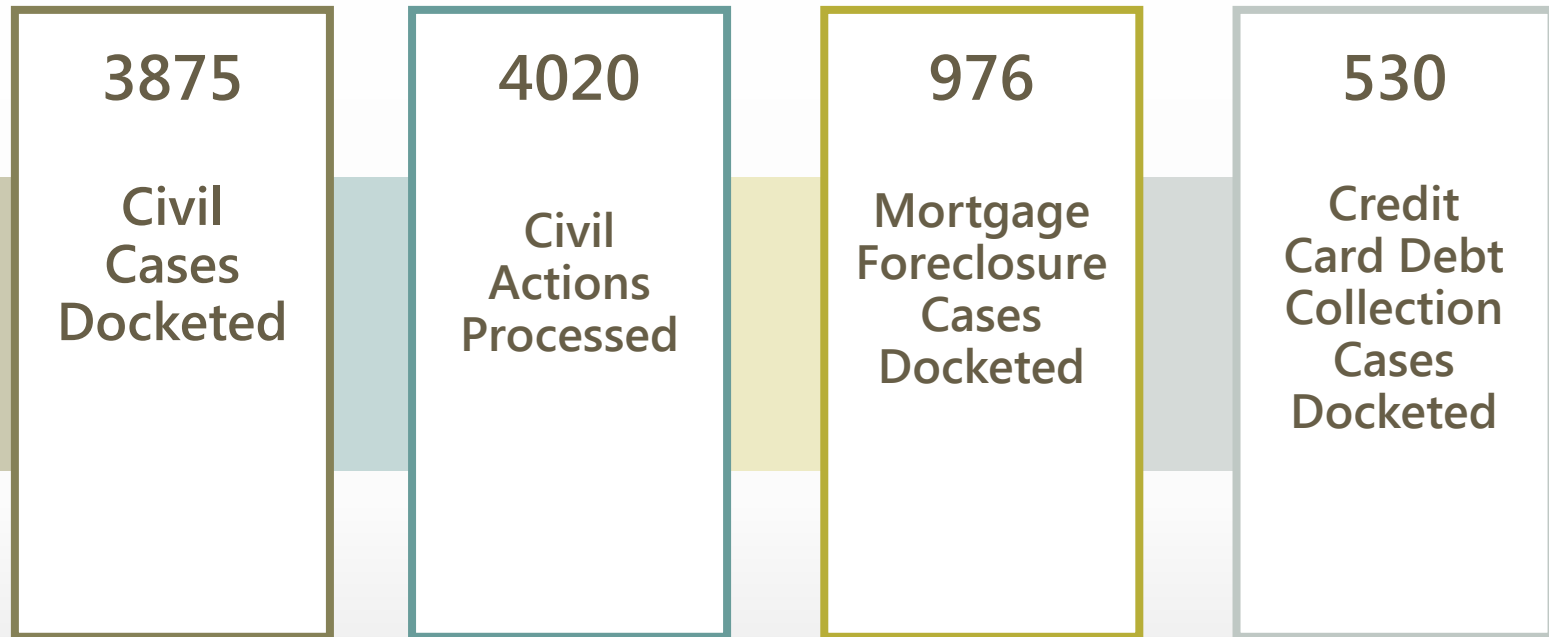 3875
Civil
Cases
Docketed
4020
Civil
Actions
Processed
976
Mortgage
Foreclosure
Cases
Docketed
530
Credit
Card Debt
Collection
Cases
Docketed